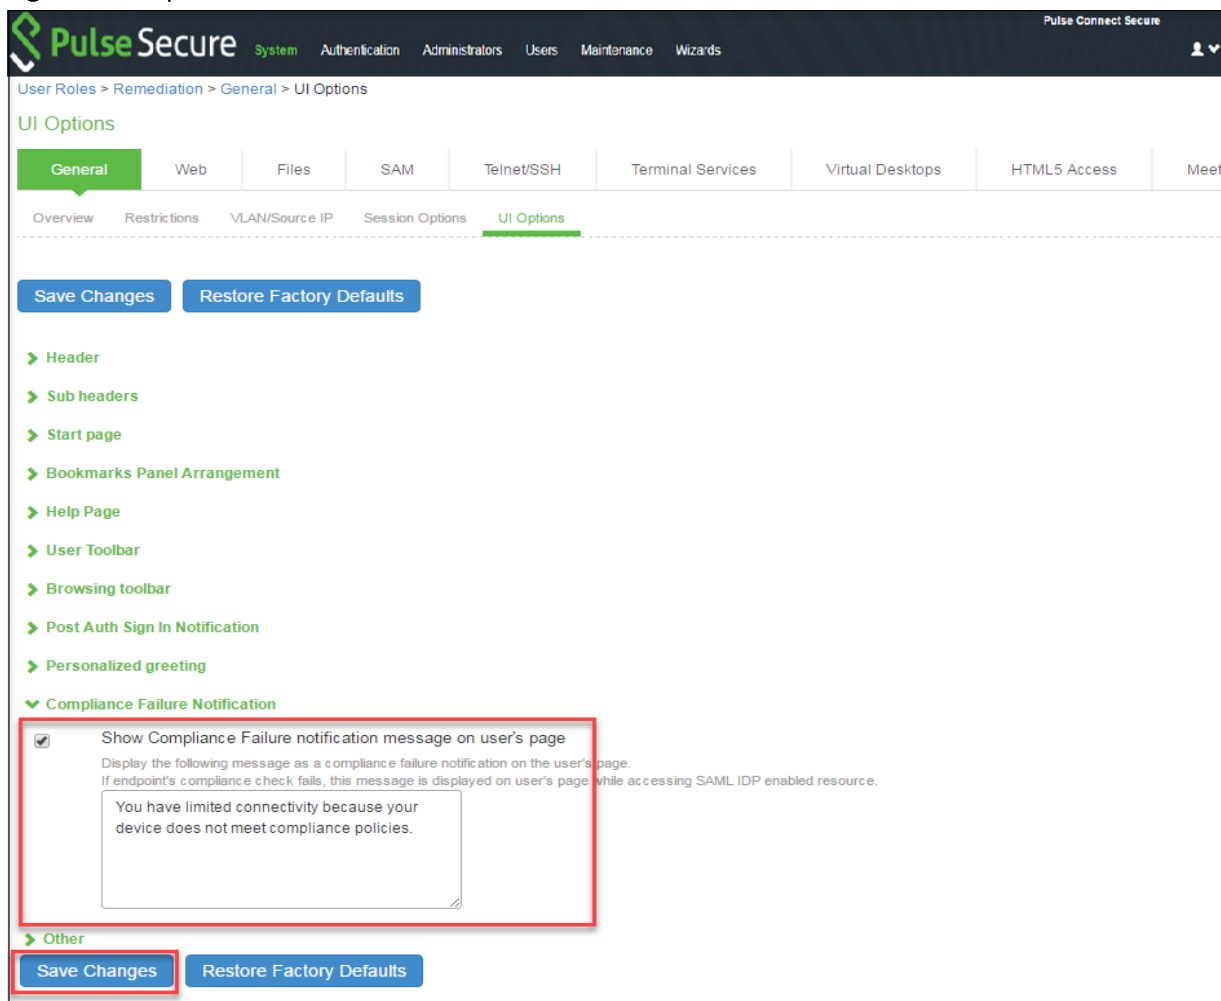 Pulse Connect Secure
Pulse Secure System Authentication Administrators Users Maintenance Wizards
User Roles > Remediation > General > UI Options
UI Options
General Web Files SAM Telnet/SSH Terminal Services Virtual Desktops HTML5 Access Meet
Overview Restrictions VLAN/Source IP Session Options UI Options
Save Changes Restore Factory Defaults
Header
Sub headers
Start page
Bookmarks Panel Arrangement
Help Page
User Toolbar
Browsing toolbar
Post Auth Sign In Notification
Personalized greeting
Compliance Failure Notification
Show Compliance Failure notification message on user's page
Display the following message as a compliance failure notification on the user's page.
If endpoint's compliance check fails, this message is displayed on user's page while accessing SAML IDP enabled resource.
You have limited connectivity because your
device does not meet compliance policies.
Other
Save Changes Restore Factory Defaults